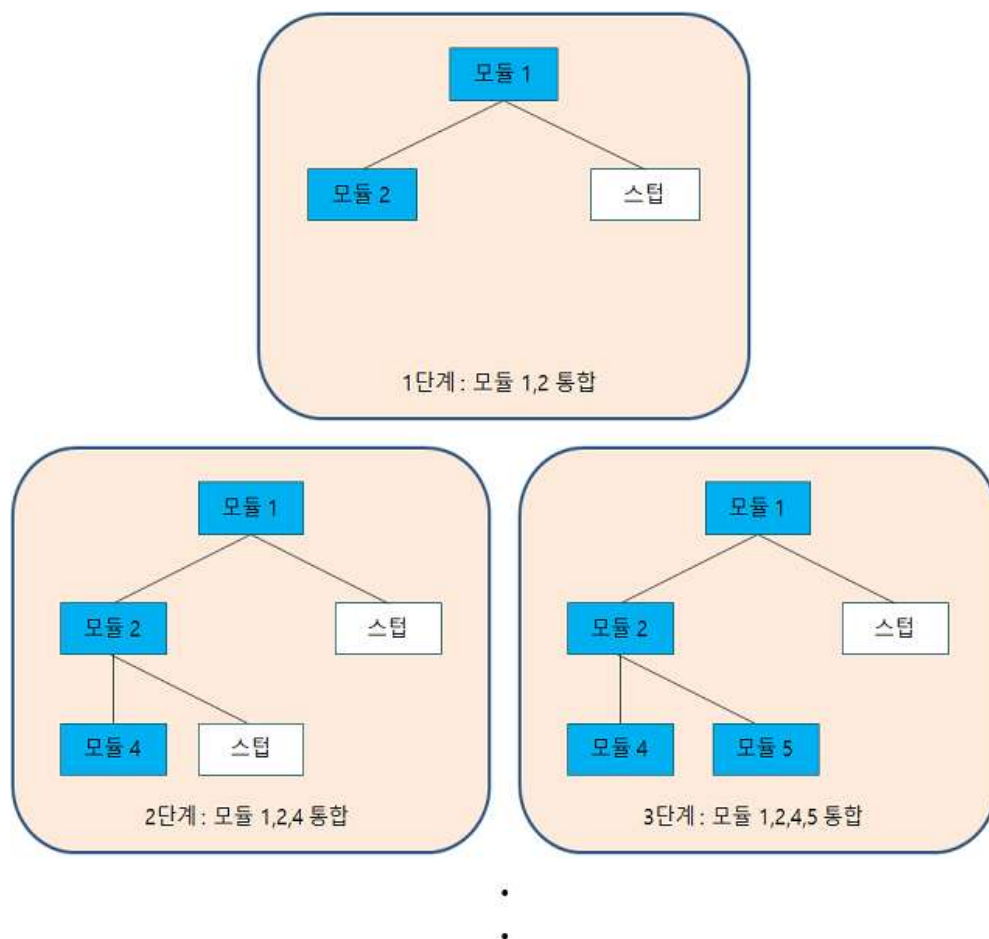 모듈 1
모듈 2
스텁
1단계 : 모듈 1,2 통합
모듈 1
모듈 2
스텁
모듈 4
스텁
2단계 : 모듈 1,2,4 통합
모듈 1
모듈 2
스텁
모듈 4
모듈 5
3단계 : 모듈 1,2,4,5 통합